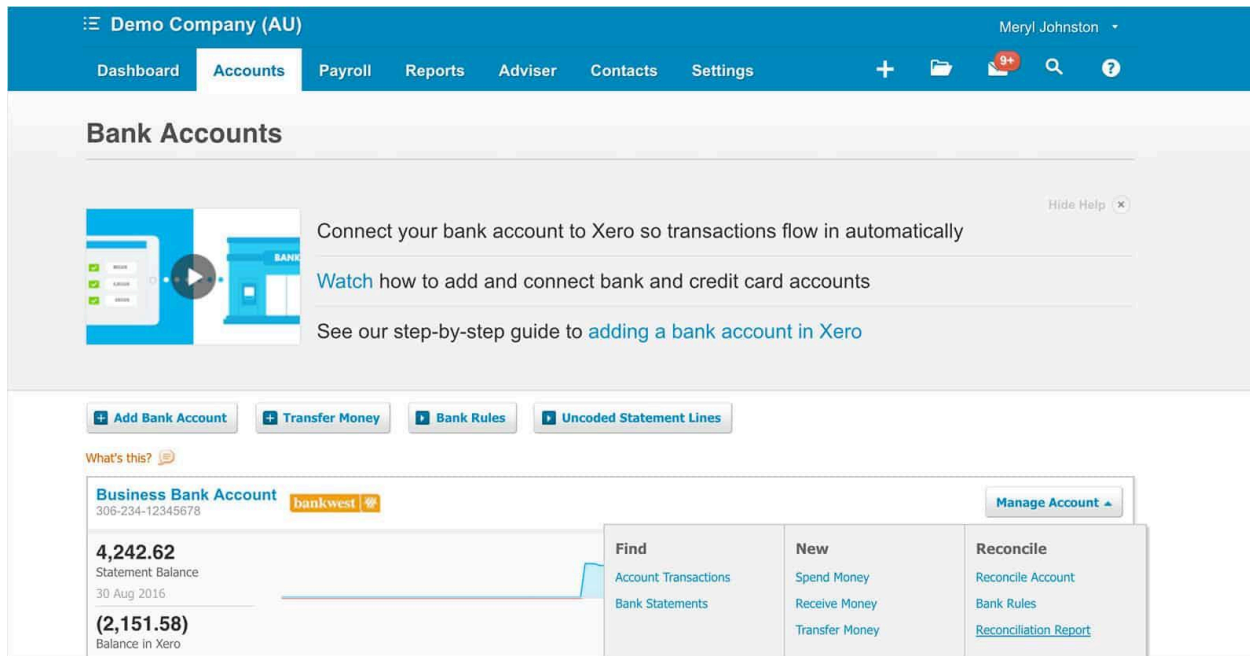 Demo Company (AU)
Meryl Johnston
Dashboard Accounts Payroll Reports Adviser Contacts Settings
9+
?
Bank Accounts
Hide Help
Connect your bank account to Xero so transactions flow in automatically
BANK
Watch how to add and connect bank and credit card accounts
See our step-by-step guide to adding a bank account in Xero
Add Bank Account Transfer Money Bank Rules Uncoded Statement Lines
What's this?
Business Bank Account bankwest
Manage Account
306-234-12345678
4,242.62
Statement Balance
30 Aug 2016
(2,151.58)
Balance in Xero
Find
Account Transactions
Bank Statements
New
Spend Money
Receive Money
Transfer Money
Reconcile
Reconcile Account
Bank Rules
Reconciliation Report